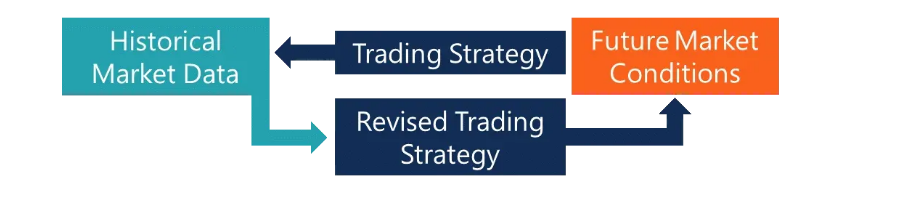 Historical
Market Data
Trading Strategy
Future Market
Conditions
Revised Trading
Strategy